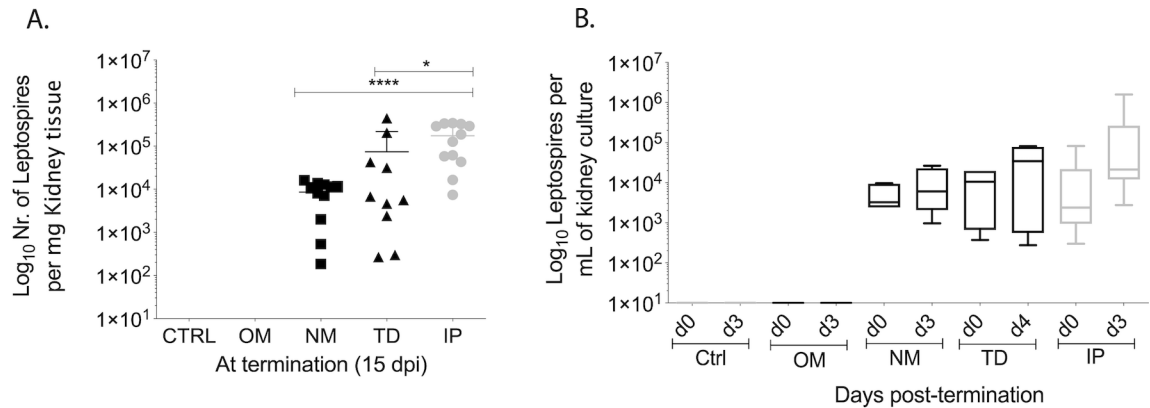 A.
Log10 Nr. of Leptospires
per mg Kidney tissue
1×10^7
1×10^6
1×10^5
1×10^4
1×10^3
1×10^2
1×10^1
*
****
CTRL OM NM TD IP
At termination (15 dpi)
B.
Log10 Leptospires per
mL of kidney culture
1×10^7
1×10^6
1×10^5
1×10^4
1×10^3
1×10^2
1×10^1
d0 d3 d0 d3 d0 d3 d0 d4 d0 d3
Ctrl OM NM TD IP
Days post-termination